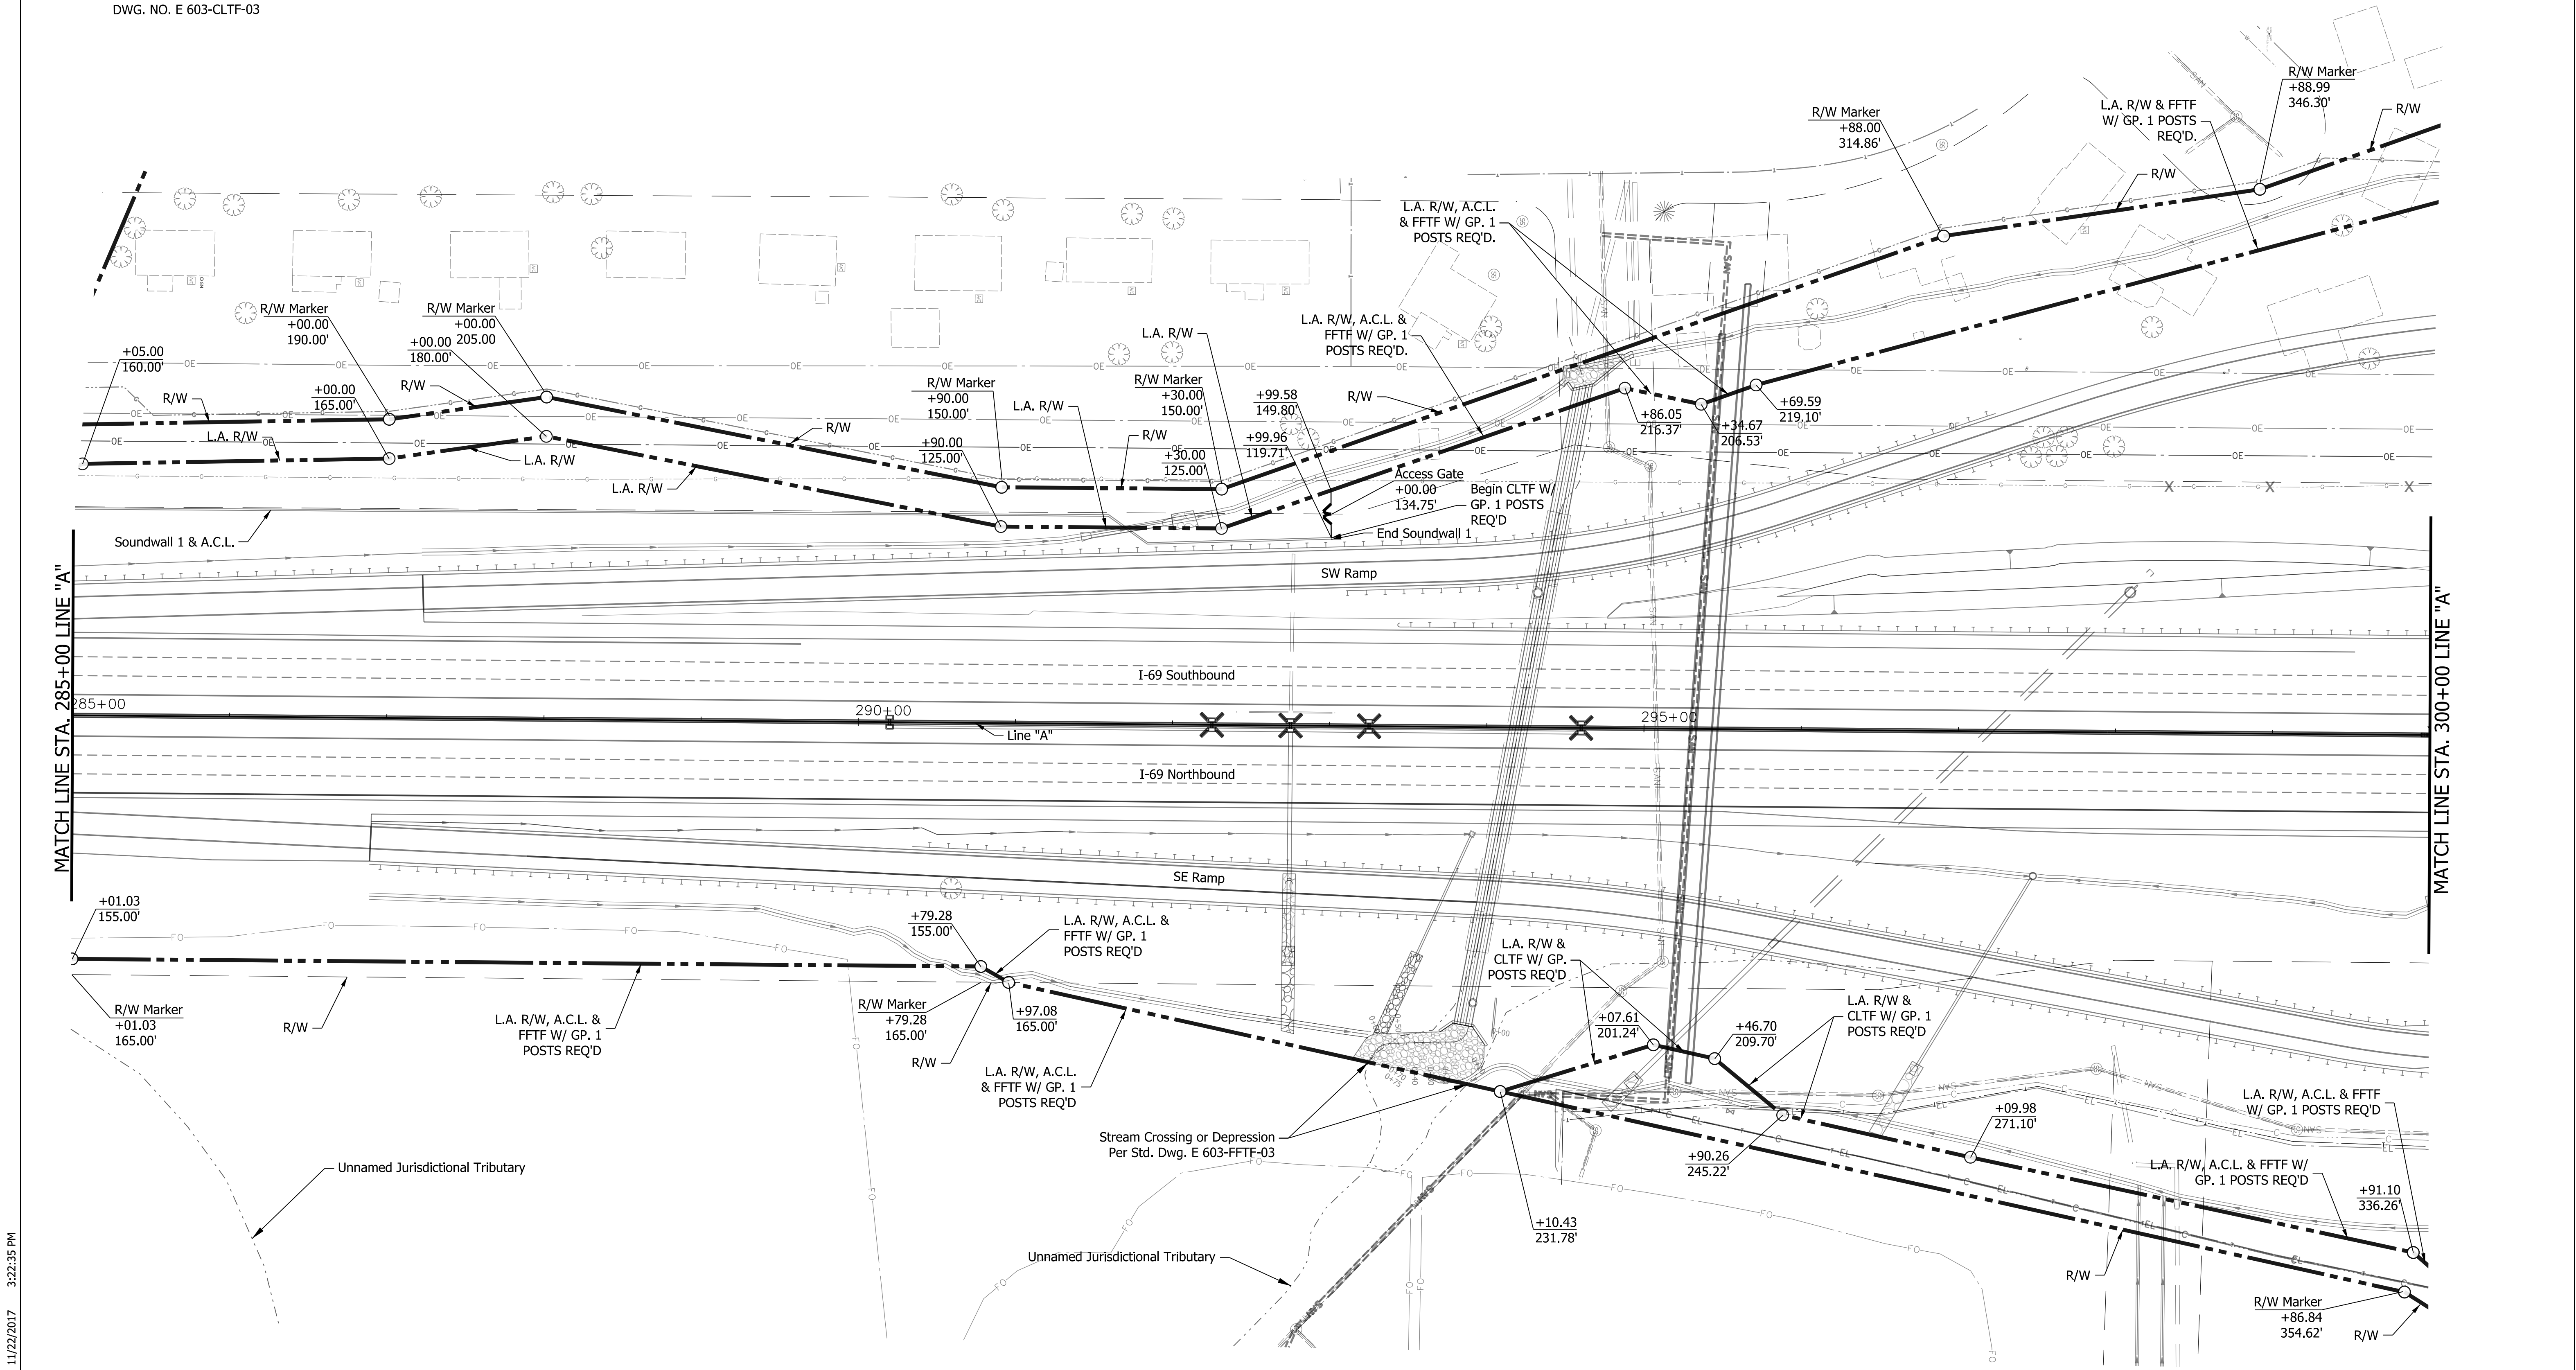 DWG. NO. E 603-CLTF-03
R/W Marker
+88.99
346.30'
R/W
L.A. R/W & FFTF
W/ GP. 1 POSTS
REQ'D.
R/W Marker
+88.00
314.86'
R/W
L.A. R/W, A.C.L.
& FFTF W/ GP. 1
POSTS REQ'D.
R/W Marker
+00.00
190.00'
R/W Marker
+00.00
205.00
+00.00
180.00'
+05.00
160.00'
+00.00
165.00'
R/W
R/W
L.A. R/W
L.A. R/W
L.A. R/W
R/W
R/W Marker
+90.00
150.00'
+90.00
125.00'
L.A. R/W
L.A. R/W
R/W Marker
+30.00
150.00'
R/W
+30.00
125.00'
+99.58
149.80'
+99.96
119.71'
L.A. R/W, A.C.L. &
FFTF W/ GP. 1
POSTS REQ'D.
R/W
Access Gate
+00.00
134.75'
Begin CLTF W/
GP. 1 POSTS
REQ'D
End Soundwall 1
+86.05
216.37'
+34.67
206.53'
+69.59
219.10'
Soundwall 1 & A.C.L.
SW Ramp
MATCH LINE STA. 285+00 LINE "A"
MATCH LINE STA. 300+00 LINE "A"
I-69 Southbound
285+00
290+00
295+00
Line "A"
I-69 Northbound
SE Ramp
+01.03
155.00'
+79.28
155.00'
L.A. R/W, A.C.L. &
FFTF W/ GP. 1
POSTS REQ'D
R/W Marker
+01.03
165.00'
R/W
L.A. R/W, A.C.L. &
FFTF W/ GP. 1
POSTS REQ'D
R/W Marker
+79.28
165.00'
R/W
+97.08
165.00'
L.A. R/W, A.C.L.
& FFTF W/ GP. 1
POSTS REQ'D
L.A. R/W &
CLTF W/ GP.
POSTS REQ'D
+07.61
201.24'
+46.70
209.70'
L.A. R/W &
CLTF W/ GP. 1
POSTS REQ'D
Stream Crossing or Depression
Per Std. Dwg. E 603-FFTF-03
+90.26
245.22'
+09.98
271.10'
L.A. R/W, A.C.L. & FFTF
W/ GP. 1 POSTS REQ'D
L.A. R/W, A.C.L. & FFTF W/
GP. 1 POSTS REQ'D
+91.10
336.26'
Unnamed Jurisdictional Tributary
Unnamed Jurisdictional Tributary
+10.43
231.78'
R/W
R/W Marker
+86.84
354.62'
R/W
11/22/2017 3:22:35 PM